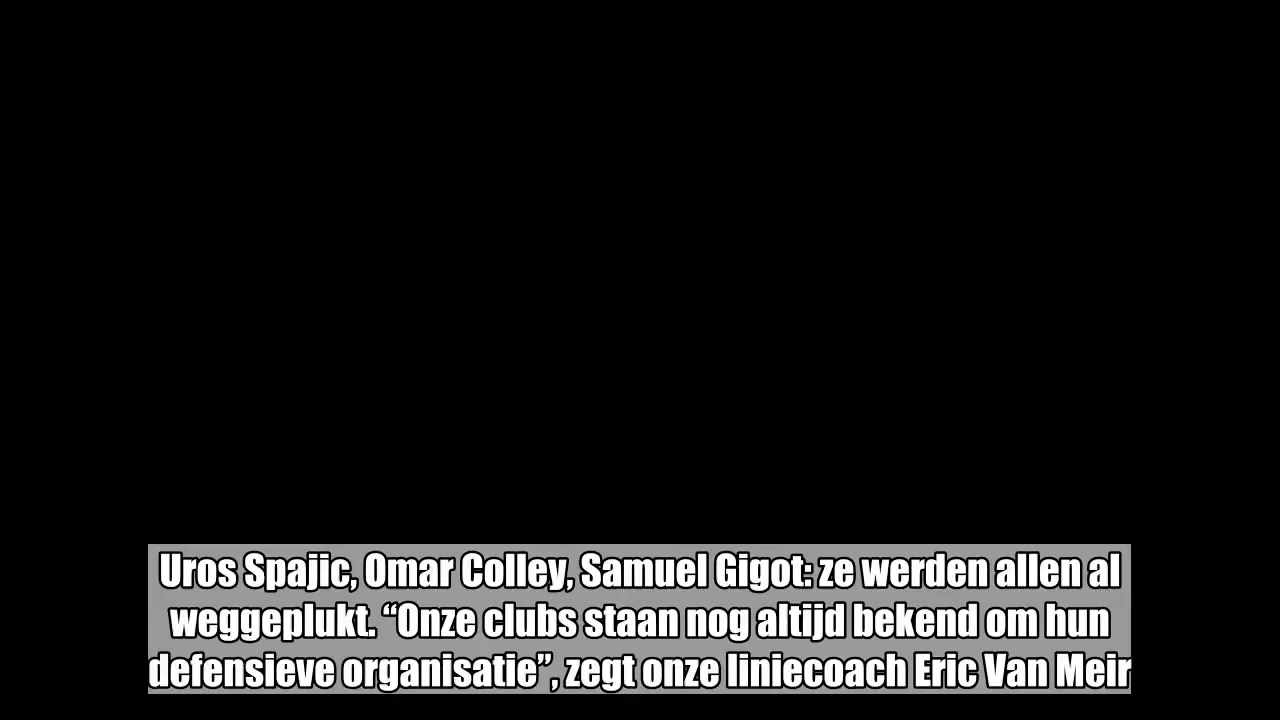 Uros Spajic, Omar Colley, Samuel Gigot: ze werden allen al
weggeplukt. “Onze clubs staan nog altijd bekend om hun
defensieve organisatie”, zegt onze liniecoach Eric Van Meir